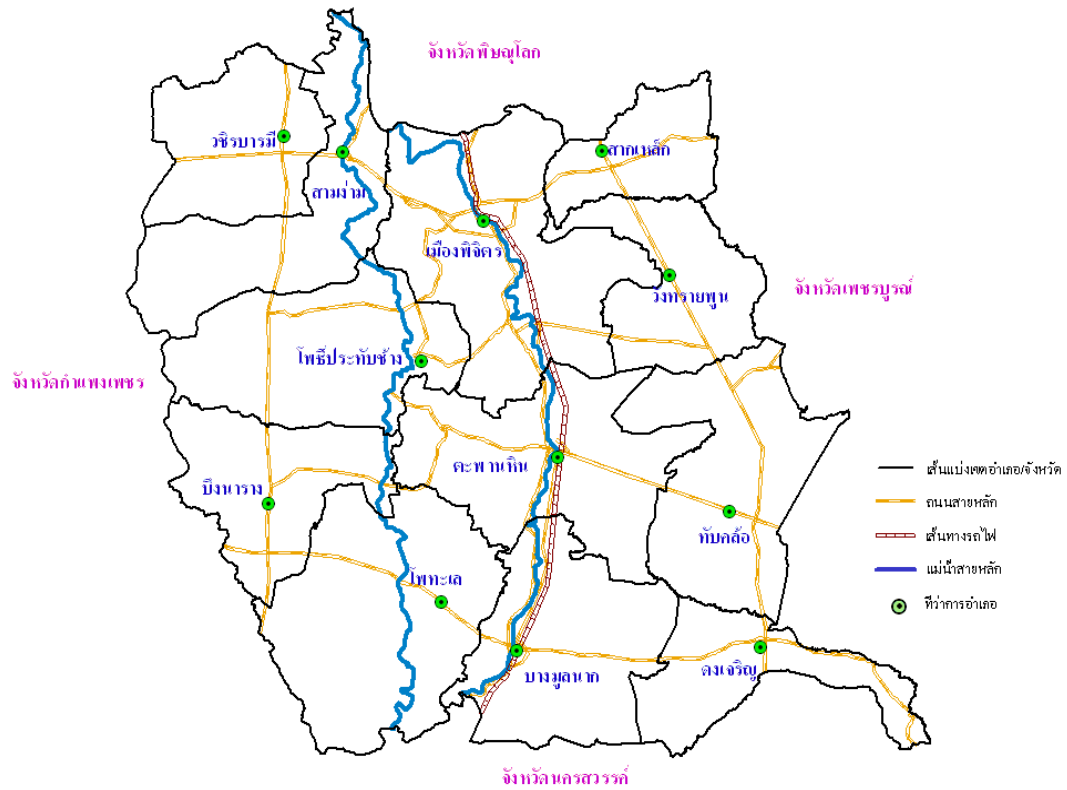 จังหวัดพิษณุโลก
วชิรบารมี
สากเหล็ก
สามง่าม
เมืองพิจิตร
วังทรายพูน
จังหวัดเพชรบูรณ์
โพธิ์ประทับช้าง
จังหวัดกำแพงเพชร
ตะพานหิน
เส้นแบ่งเขตอำเภอ/จังหวัด
บึงนาราง
ถนนสายหลัก
ทับคล้อ
เส้นทางรถไฟ
แม่น้ำสายหลัก
โพทะเล
ที่ว่าการอำเภอ
บางมูลนาก
ดงเจริญ
จังหวัดนครสวรรค์